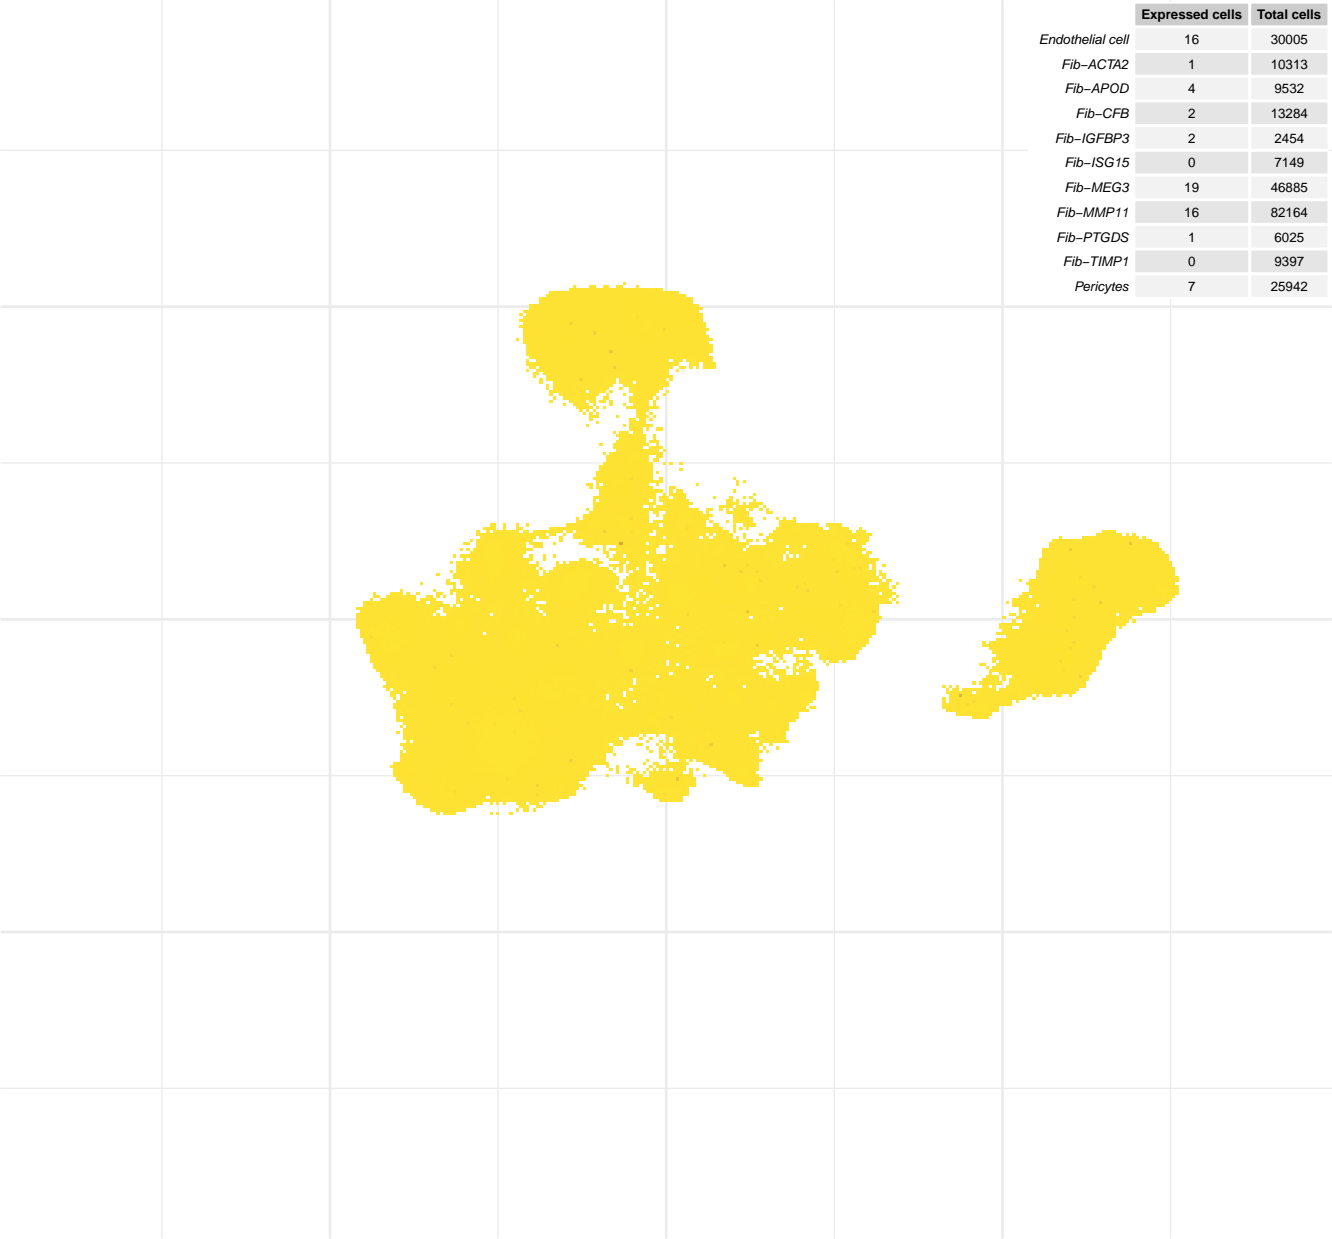 Expressed cells Total cells
Endothelial cell 16 30005
Fib−ACTA2 1 10313
Fib−APOD 4 9532
Fib−CFB 2 13284
Fib−IGFBP3 2 2454
Fib−ISG15 0 7149
Fib−MEG3 19 46885
Fib−MMP11 16 82164
Fib−PTGDS 1 6025
Fib−TIMP1 0 9397
Pericytes 7 25942